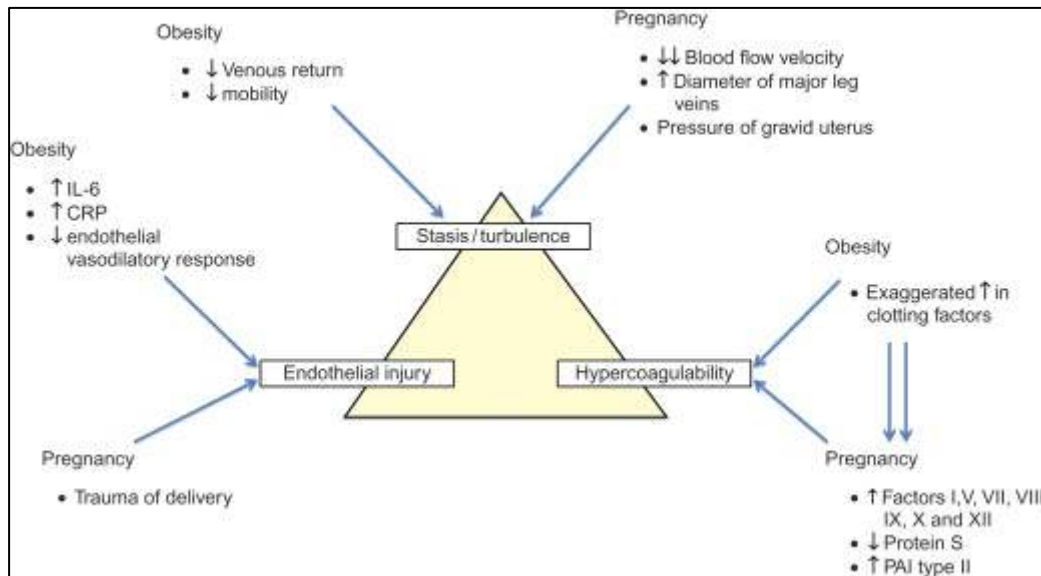 Obesity
• ↓ Venous return
• ↓ mobility
Pregnancy
• ↓↓ Blood flow velocity
• ↑ Diameter of major leg
veins
• Pressure of gravid uterus
Obesity
• ↑ IL-6
• ↑ CRP
• ↓ endothelial
vasodilatory response
Stasis/turbulence
Obesity
• Exaggerated ↑ in
clotting factors
Endothelial injury
Hypercoagulability
Pregnancy
• Trauma of delivery
Pregnancy
• ↑ Factors I,V, VII, VIII
IX, X and XII
• ↓ Protein S
• ↑ PAI type II